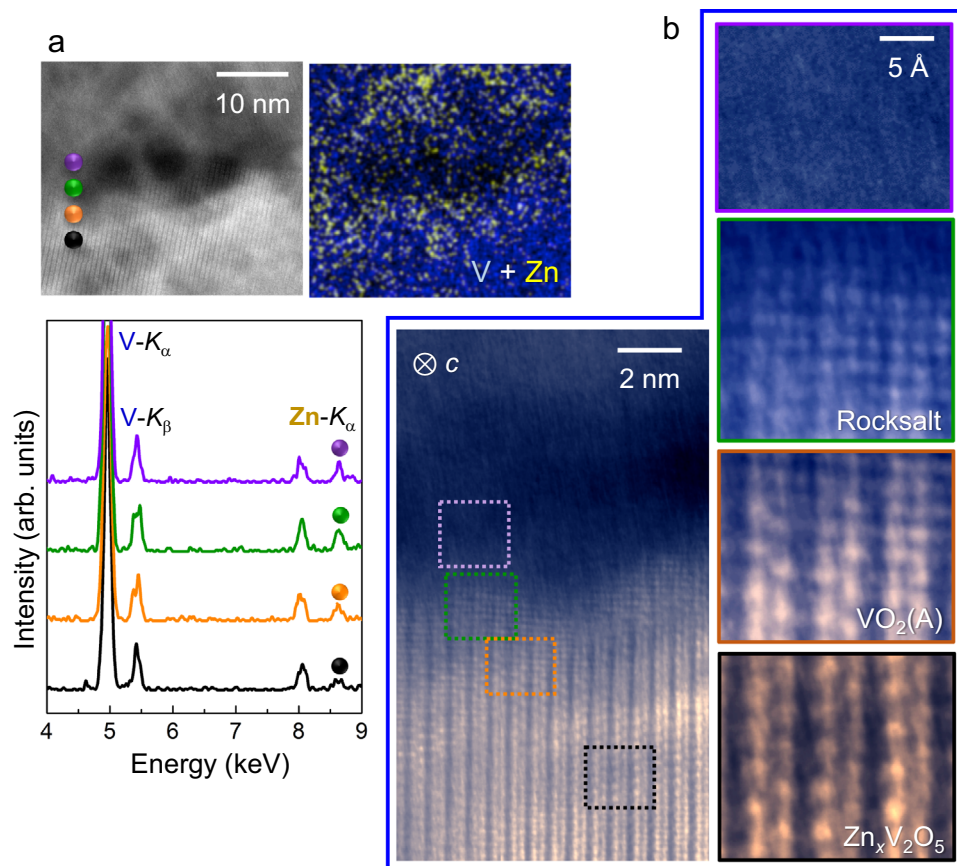 a
10 nm
V + Zn
V-Kα
V-Kβ
Zn-Kα
Intensity (arb. units)
4 5 6 7 8 9
Energy (keV)
b
⊗ c
2 nm
5 Å
Rocksalt
VO₂(A)
ZnₓV₂O₅